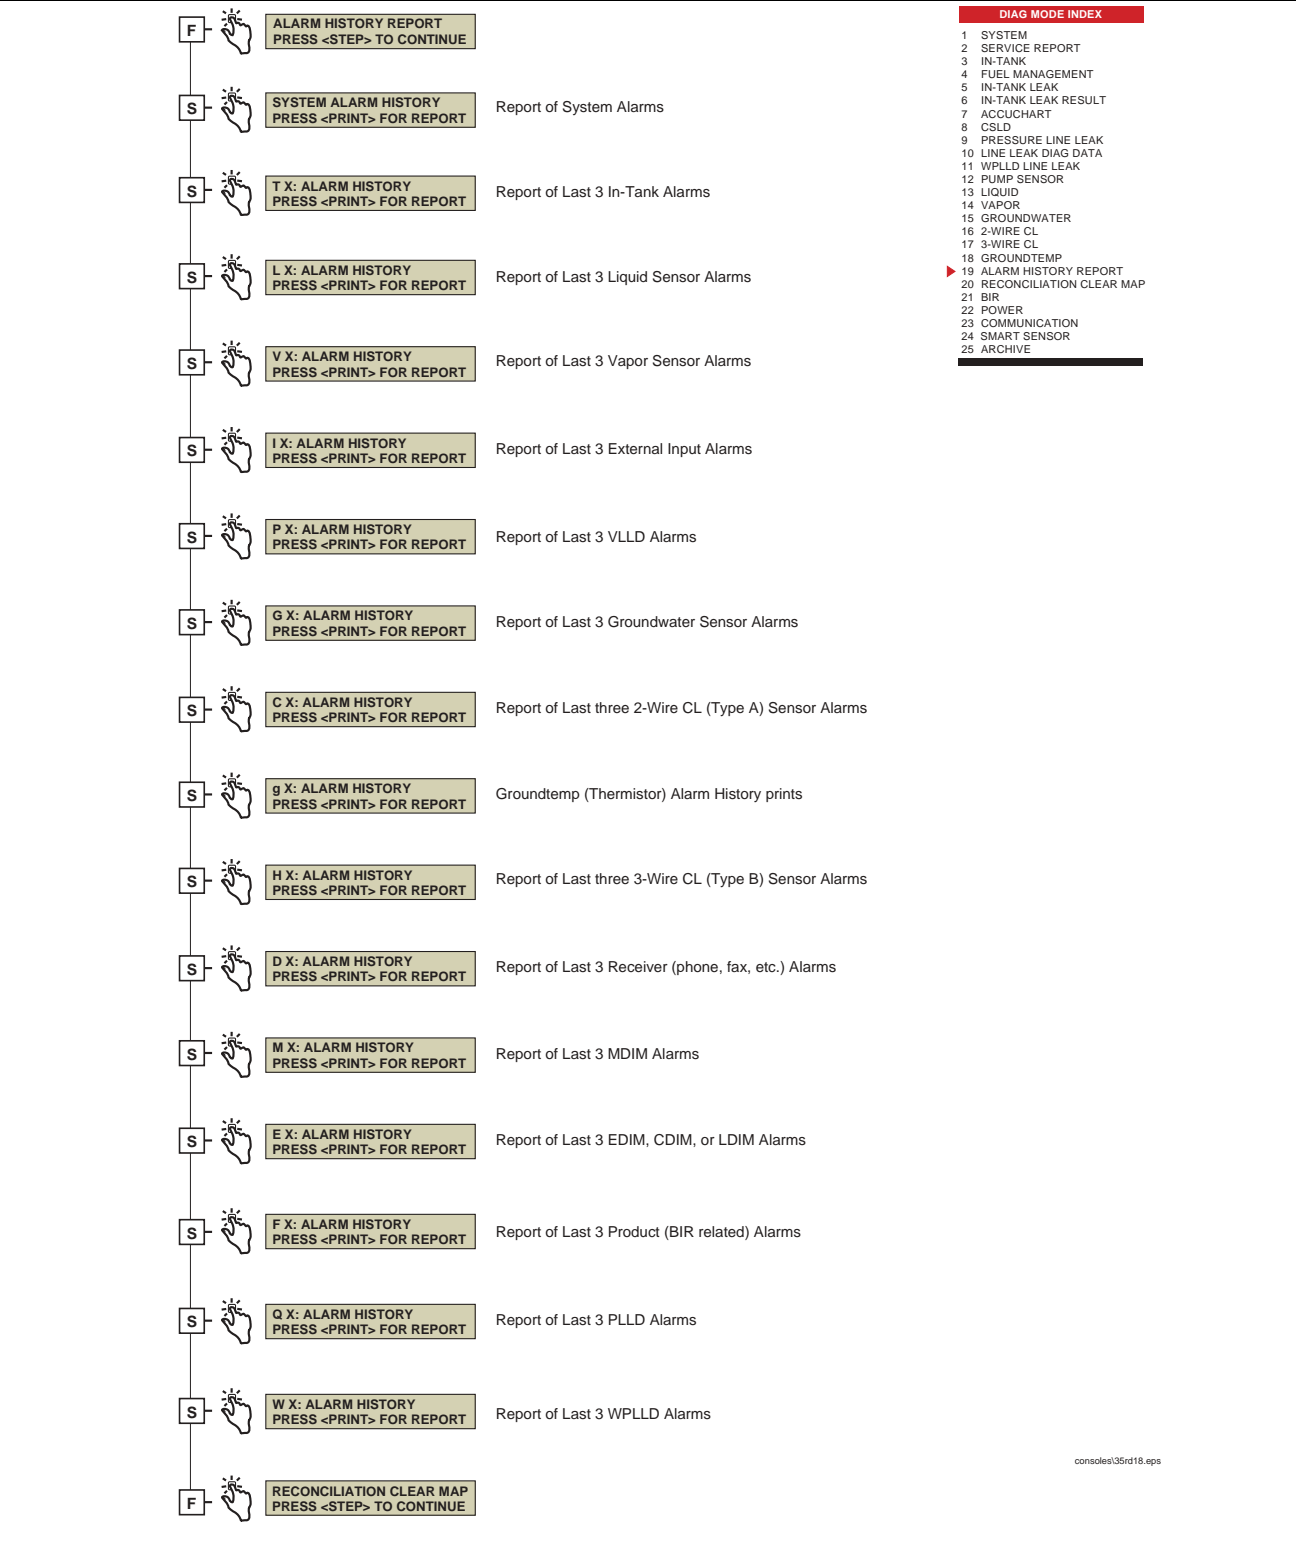 F
ALARM HISTORY REPORT
PRESS <STEP> TO CONTINUE
S
SYSTEM ALARM HISTORY
PRESS <PRINT> FOR REPORT
Report of System Alarms
S
T X: ALARM HISTORY
PRESS <PRINT> FOR REPORT
Report of Last 3 In-Tank Alarms
S
L X: ALARM HISTORY
PRESS <PRINT> FOR REPORT
Report of Last 3 Liquid Sensor Alarms
S
V X: ALARM HISTORY
PRESS <PRINT> FOR REPORT
Report of Last 3 Vapor Sensor Alarms
S
I X: ALARM HISTORY
PRESS <PRINT> FOR REPORT
Report of Last 3 External Input Alarms
S
P X: ALARM HISTORY
PRESS <PRINT> FOR REPORT
Report of Last 3 VLLD Alarms
S
G X: ALARM HISTORY
PRESS <PRINT> FOR REPORT
Report of Last 3 Groundwater Sensor Alarms
S
C X: ALARM HISTORY
PRESS <PRINT> FOR REPORT
Report of Last three 2-Wire CL (Type A) Sensor Alarms
S
g X: ALARM HISTORY
PRESS <PRINT> FOR REPORT
Groundtemp (Thermistor) Alarm History prints
S
H X: ALARM HISTORY
PRESS <PRINT> FOR REPORT
Report of Last three 3-Wire CL (Type B) Sensor Alarms
S
D X: ALARM HISTORY
PRESS <PRINT> FOR REPORT
Report of Last 3 Receiver (phone, fax, etc.) Alarms
S
M X: ALARM HISTORY
PRESS <PRINT> FOR REPORT
Report of Last 3 MDIM Alarms
S
E X: ALARM HISTORY
PRESS <PRINT> FOR REPORT
Report of Last 3 EDIM, CDIM, or LDIM Alarms
S
F X: ALARM HISTORY
PRESS <PRINT> FOR REPORT
Report of Last 3 Product (BIR related) Alarms
S
Q X: ALARM HISTORY
PRESS <PRINT> FOR REPORT
Report of Last 3 PLLD Alarms
S
W X: ALARM HISTORY
PRESS <PRINT> FOR REPORT
Report of Last 3 WPLLD Alarms
F
RECONCILIATION CLEAR MAP
PRESS <STEP> TO CONTINUE
DIAG MODE INDEX
1 SYSTEM
2 SERVICE REPORT
3 IN-TANK
4 FUEL MANAGEMENT
5 IN-TANK LEAK
6 IN-TANK LEAK RESULT
7 ACCUCHART
8 CSLD
9 PRESSURE LINE LEAK
10 LINE LEAK DIAG DATA
11 WPLLD LINE LEAK
12 PUMP SENSOR
13 LIQUID
14 VAPOR
15 GROUNDWATER
16 2-WIRE CL
17 3-WIRE CL
18 GROUNDTEMP
19 ALARM HISTORY REPORT
20 RECONCILIATION CLEAR MAP
21 BIR
22 POWER
23 COMMUNICATION
24 SMART SENSOR
25 ARCHIVE
consoles\35rd18.eps